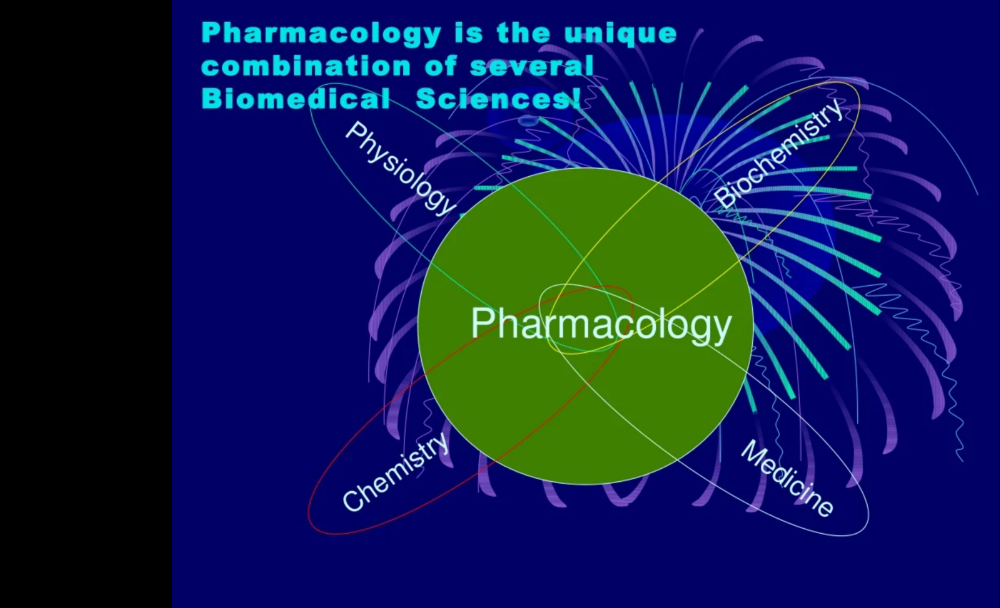 Pharmacology is the unique
combination of several
Biomedical Sciences!
Physiology
Biochemistry
Pharmacology
Chemistry
Medicine